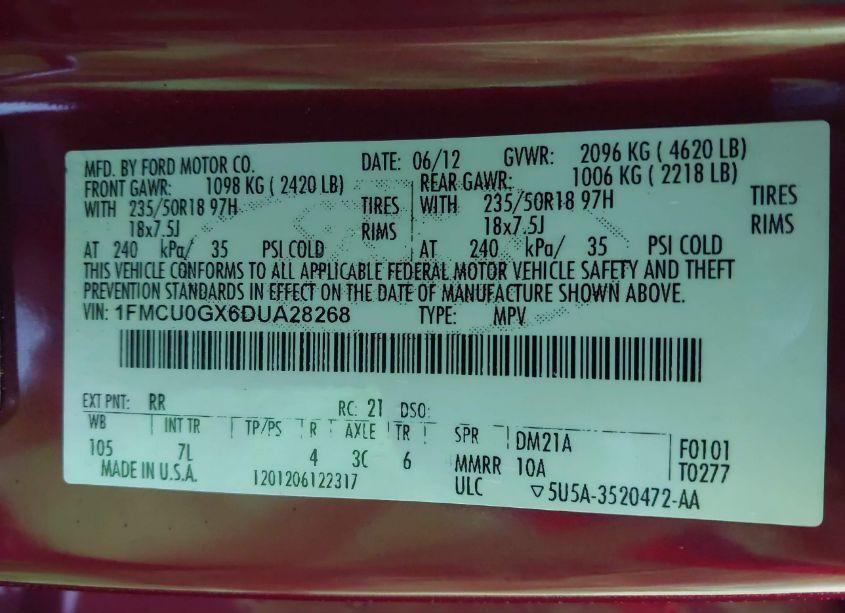 MFD. BY FORD MOTOR CO. DATE: 06/12 GVWR: 2096 KG ( 4620 LB)
FRONT GAWR: 1098 KG ( 2420 LB) REAR GAWR: 1006 KG ( 2218 LB)
WITH 235/50R18 97H TIRES WITH 235/50R18 97H TIRES
18x7.5J RIMS 18x7.5J RIMS
AT 240 kPa/ 35 PSI COLD AT 240 kPa/ 35 PSI COLD
THIS VEHICLE CONFORMS TO ALL APPLICABLE FEDERAL MOTOR VEHICLE SAFETY AND THEFT
PREVENTION STANDARDS IN EFFECT ON THE DATE OF MANUFACTURE SHOWN ABOVE.
VIN: 1FMCU0GX6DUA28268 TYPE: MPV
EXT PNT: RR RC: 21 DSO:
WB INT TR TP/PS R AXLE TR SPR DM21A F0101
105 7L 4 3C 6 MMRR 10A T0277
MADE IN U.S.A. 1201206122317 ULC ▽5U5A-3520472-AA